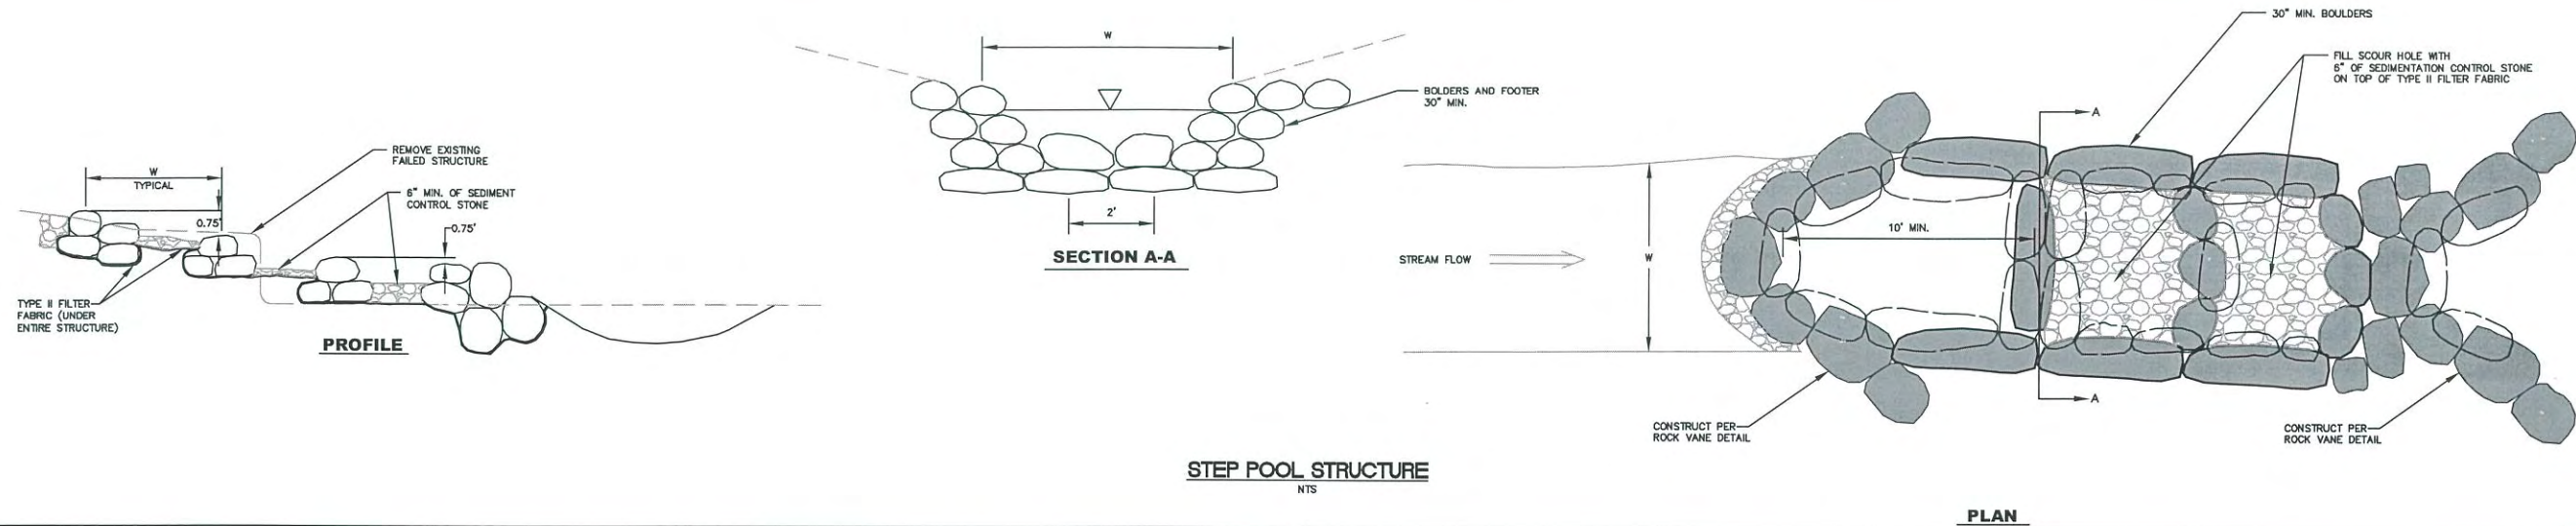 W
TYPICAL
0.75'
REMOVE EXISTING
FAILED STRUCTURE
6" MIN. OF SEDIMENT
CONTROL STONE
0.75'
TYPE II FILTER
FABRIC (UNDER
ENTIRE STRUCTURE)
PROFILE
W
BOLDERS AND FOOTER
30" MIN.
2'
SECTION A-A
30" MIN. BOULDERS
FILL SCOUR HOLE WITH
6" OF SEDIMENTATION CONTROL STONE
ON TOP OF TYPE II FILTER FABRIC
A
10' MIN.
STREAM FLOW
W
A
CONSTRUCT PER
ROCK VANE DETAIL
CONSTRUCT PER
ROCK VANE DETAIL
STEP POOL STRUCTURE
NTS
PLAN